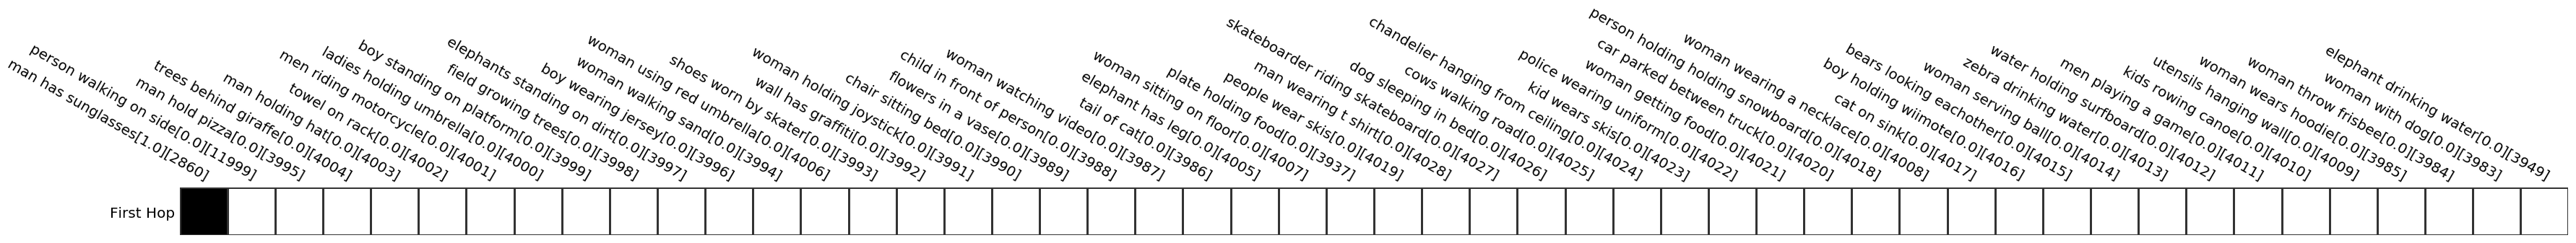 man has sunglasses[1.0][2860]
person walking on side[0.0][11999]
man hold pizza[0.0][3995]
trees behind giraffe[0.0][4004]
man holding hat[0.0][4003]
towel on rack[0.0][4002]
men riding motorcycle[0.0][4001]
ladies holding umbrella[0.0][4000]
boy standing on platform[0.0][3999]
field growing trees[0.0][3998]
elephants standing on dirt[0.0][3997]
boy wearing jersey[0.0][3996]
woman walking sand[0.0][3994]
woman using red umbrella[0.0][4006]
shoes worn by skater[0.0][3993]
wall has graffiti[0.0][3992]
woman holding joystick[0.0][3991]
chair sitting bed[0.0][3990]
flowers in a vase[0.0][3989]
child in front of person[0.0][3988]
woman watching video[0.0][3987]
tail of cat[0.0][3986]
elephant has leg[0.0][4005]
woman sitting on floor[0.0][4007]
plate holding food[0.0][3937]
people wear skis[0.0][4019]
man wearing t shirt[0.0][4028]
skateboarder riding skateboard[0.0][4027]
dog sleeping in bed[0.0][4026]
cows walking road[0.0][4025]
chandelier hanging from ceiling[0.0][4024]
kid wears skis[0.0][4023]
police wearing uniform[0.0][4022]
woman getting food[0.0][4021]
car parked between truck[0.0][4020]
person holding holding snowboard[0.0][4018]
woman wearing a necklace[0.0][4008]
cat on sink[0.0][4017]
boy holding wiimote[0.0][4016]
bears looking eachother[0.0][4015]
woman serving ball[0.0][4014]
zebra drinking water[0.0][4013]
water holding surfboard[0.0][4012]
men playing a game[0.0][4011]
kids rowing canoe[0.0][4010]
utensils hanging wall[0.0][4009]
woman wears hoodie[0.0][3985]
woman throw frisbee[0.0][3984]
woman with dog[0.0][3983]
elephant drinking water[0.0][3949]
First Hop